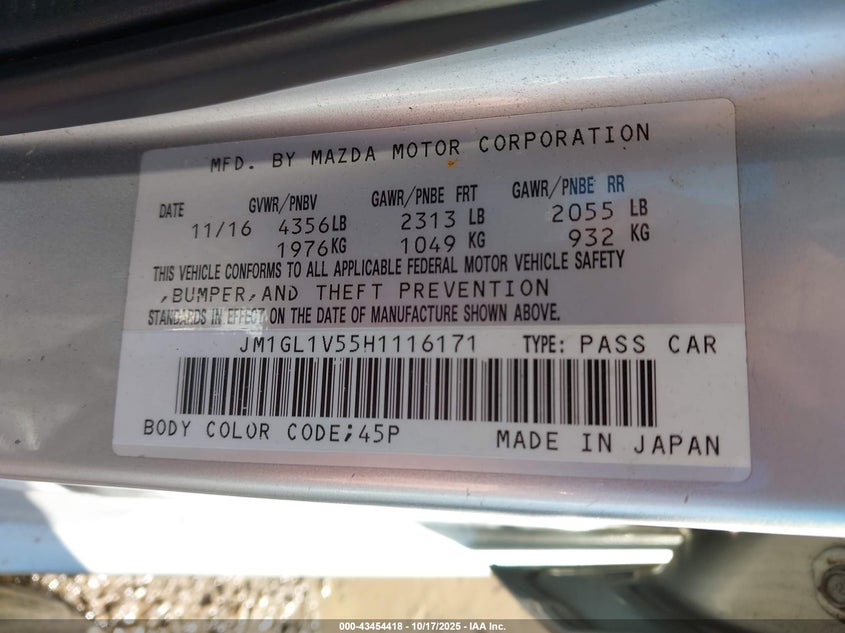 MFD. BY MAZDA MOTOR CORPORATION
DATE GVWR/PNBV GAWR/PNBE FRT GAWR/PNBE RR
11/16 4356LB 2313 LB 2055 LB
1976KG 1049 KG 932 KG
THIS VEHICLE CONFORMS TO ALL APPLICABLE FEDERAL MOTOR VEHICLE SAFETY
,BUMPER,AND THEFT PREVENTION
STANDARDS IN EFFECT ON THE DATE OF MANUFACTURE SHOWN ABOVE.
JM1GL1V55H1116171 TYPE: PASS CAR
BODY COLOR CODE;45P MADE IN JAPAN
000-43454418 - 10/17/2025 - IAA Inc.